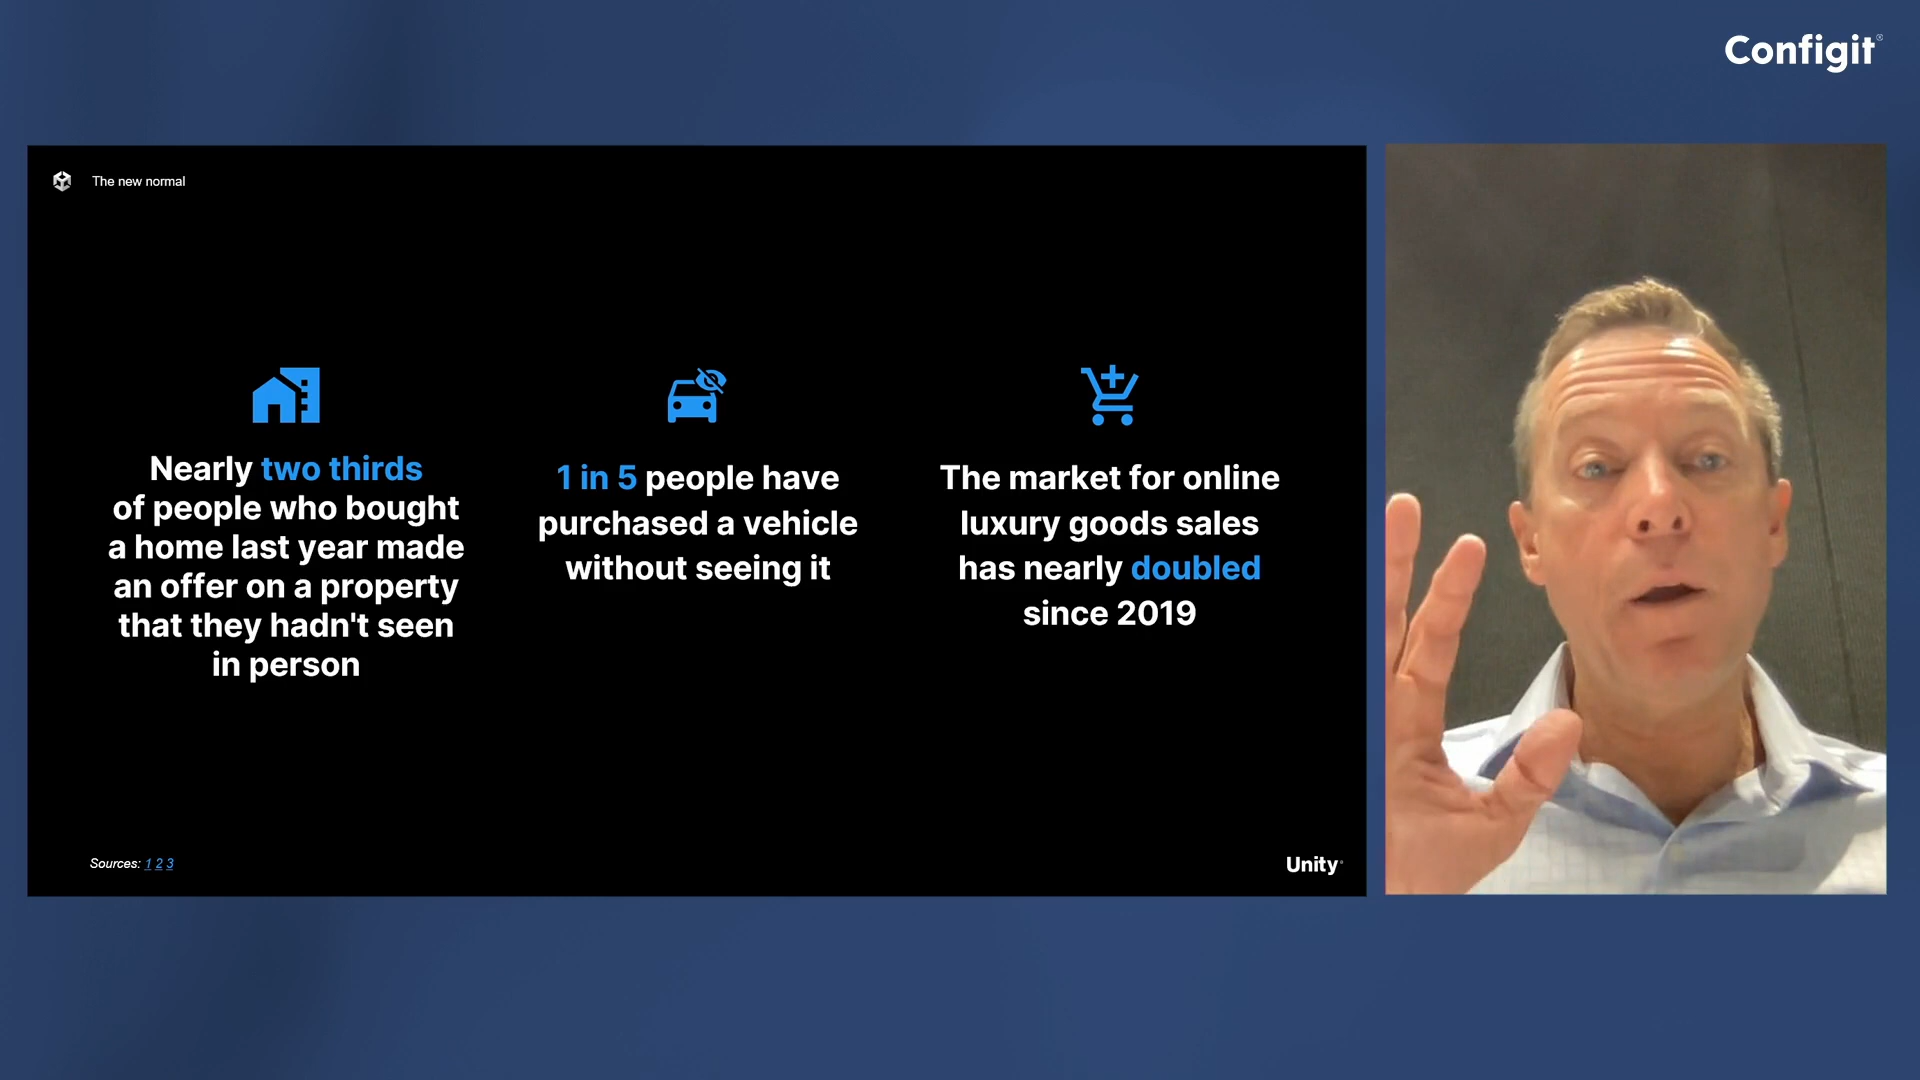 Configit
The new normal
Nearly two thirds
of people who bought
a home last year made
an offer on a property
that they hadn't seen
in person
1 in 5 people have
purchased a vehicle
without seeing it
The market for online
luxury goods sales
has nearly doubled
since 2019
Sources: 1 2 3
Unity